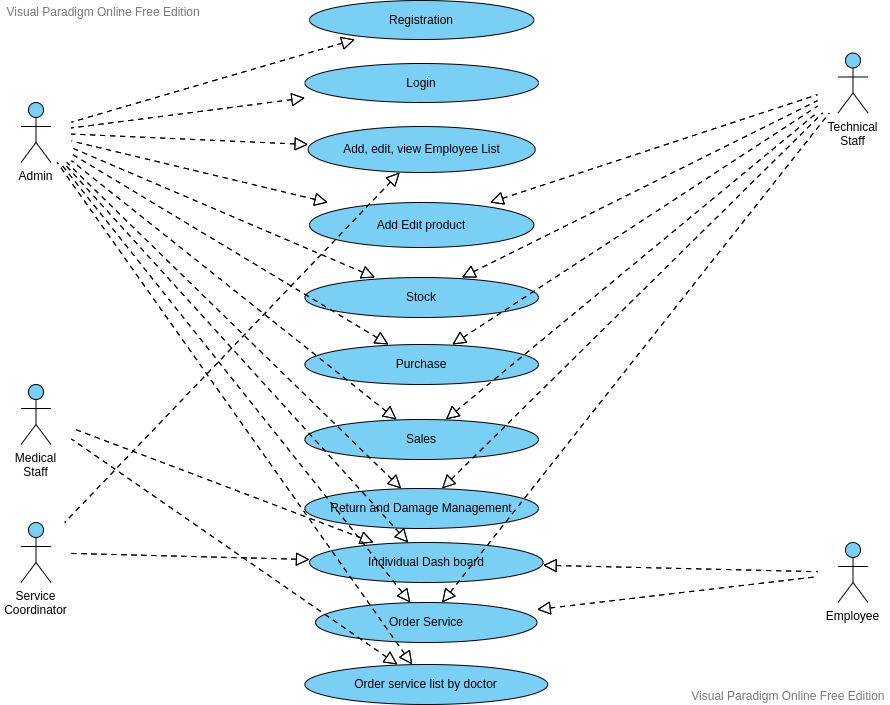 Visual Paradigm Online Free Edition
Registration
Login
Technical
Staff
Admin
Add, edit, view Employee List
Add Edit product
Stock
Purchase
Sales
Medical
Staff
Return and Damage Management
Individual Dash board
Service
Coordinator
Employee
Order Service
Order service list by doctor
Visual Paradigm Online Free Edition